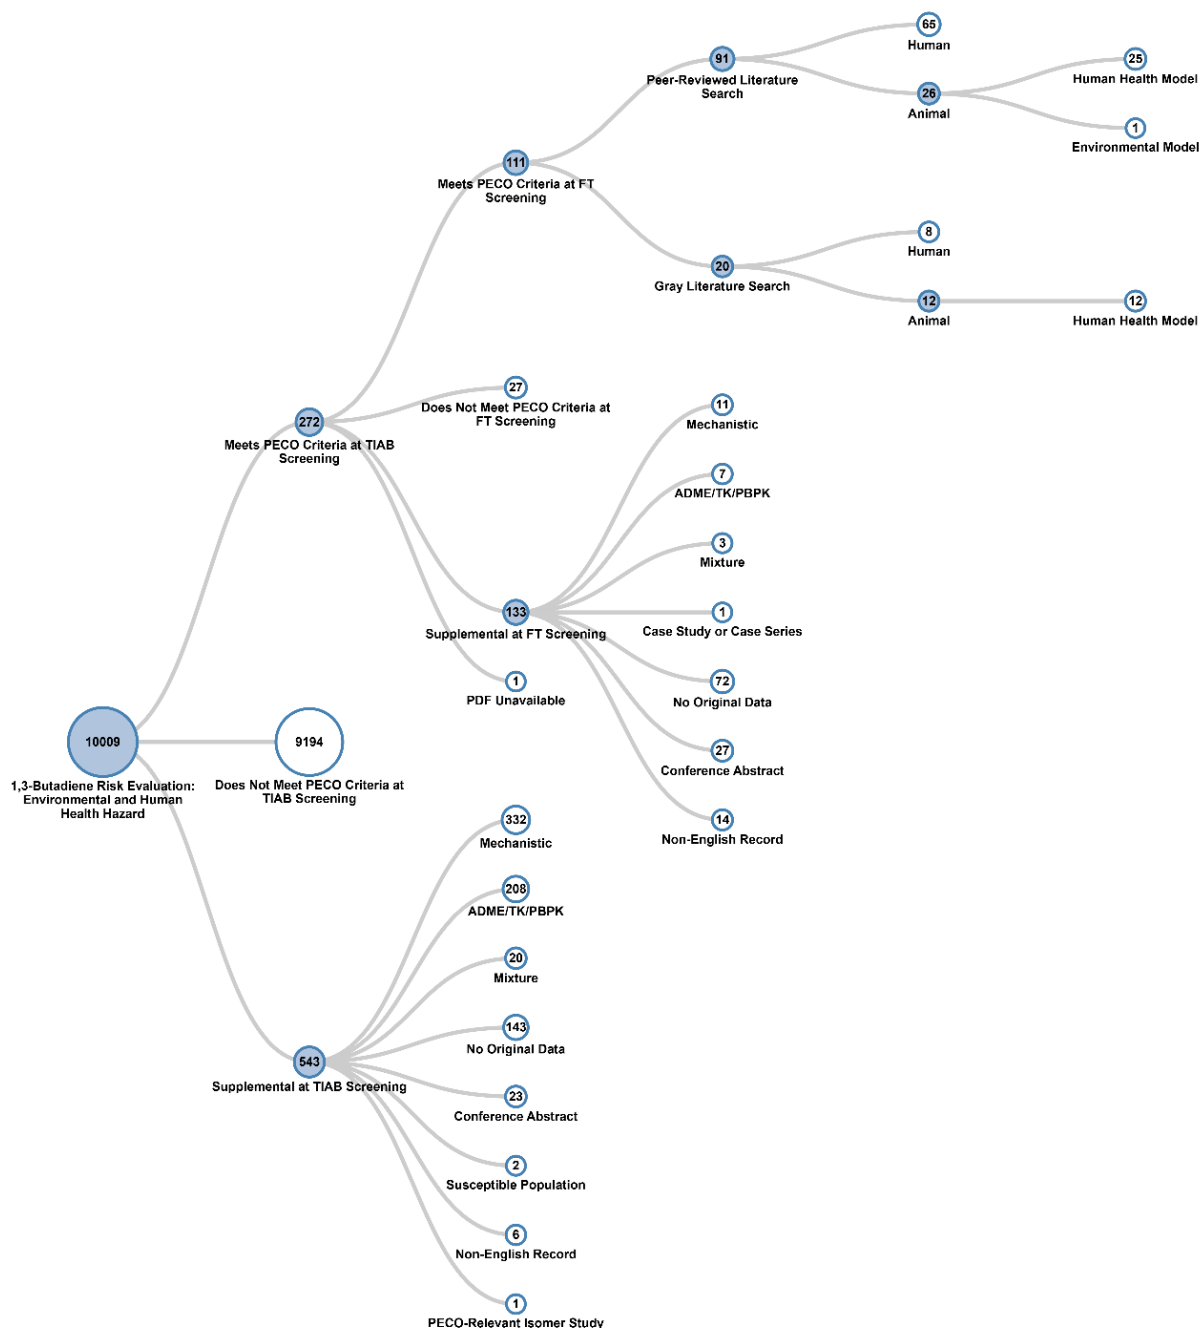 65
Human
91
Peer-Reviewed Literature
Search
25
Human Health Model
26
Animal
1
Environmental Model
111
Meets PECO Criteria at FT
Screening
8
Human
20
Gray Literature Search
12
Animal
12
Human Health Model
27
Does Not Meet PECO Criteria at
FT Screening
272
Meets PECO Criteria at TIAB
Screening
11
Mechanistic
7
ADME/TK/PBPK
3
Mixture
133
Supplemental at FT Screening
1
Case Study or Case Series
1
PDF Unavailable
72
No Original Data
27
Conference Abstract
14
Non-English Record
10009
1,3-Butadiene Risk Evaluation:
Environmental and Human
Health Hazard
9194
Does Not Meet PECO Criteria at
TIAB Screening
332
Mechanistic
208
ADME/TK/PBPK
20
Mixture
143
No Original Data
543
Supplemental at TIAB Screening
23
Conference Abstract
2
Susceptible Population
6
Non-English Record
1
PECO-Relevant Isomer Study